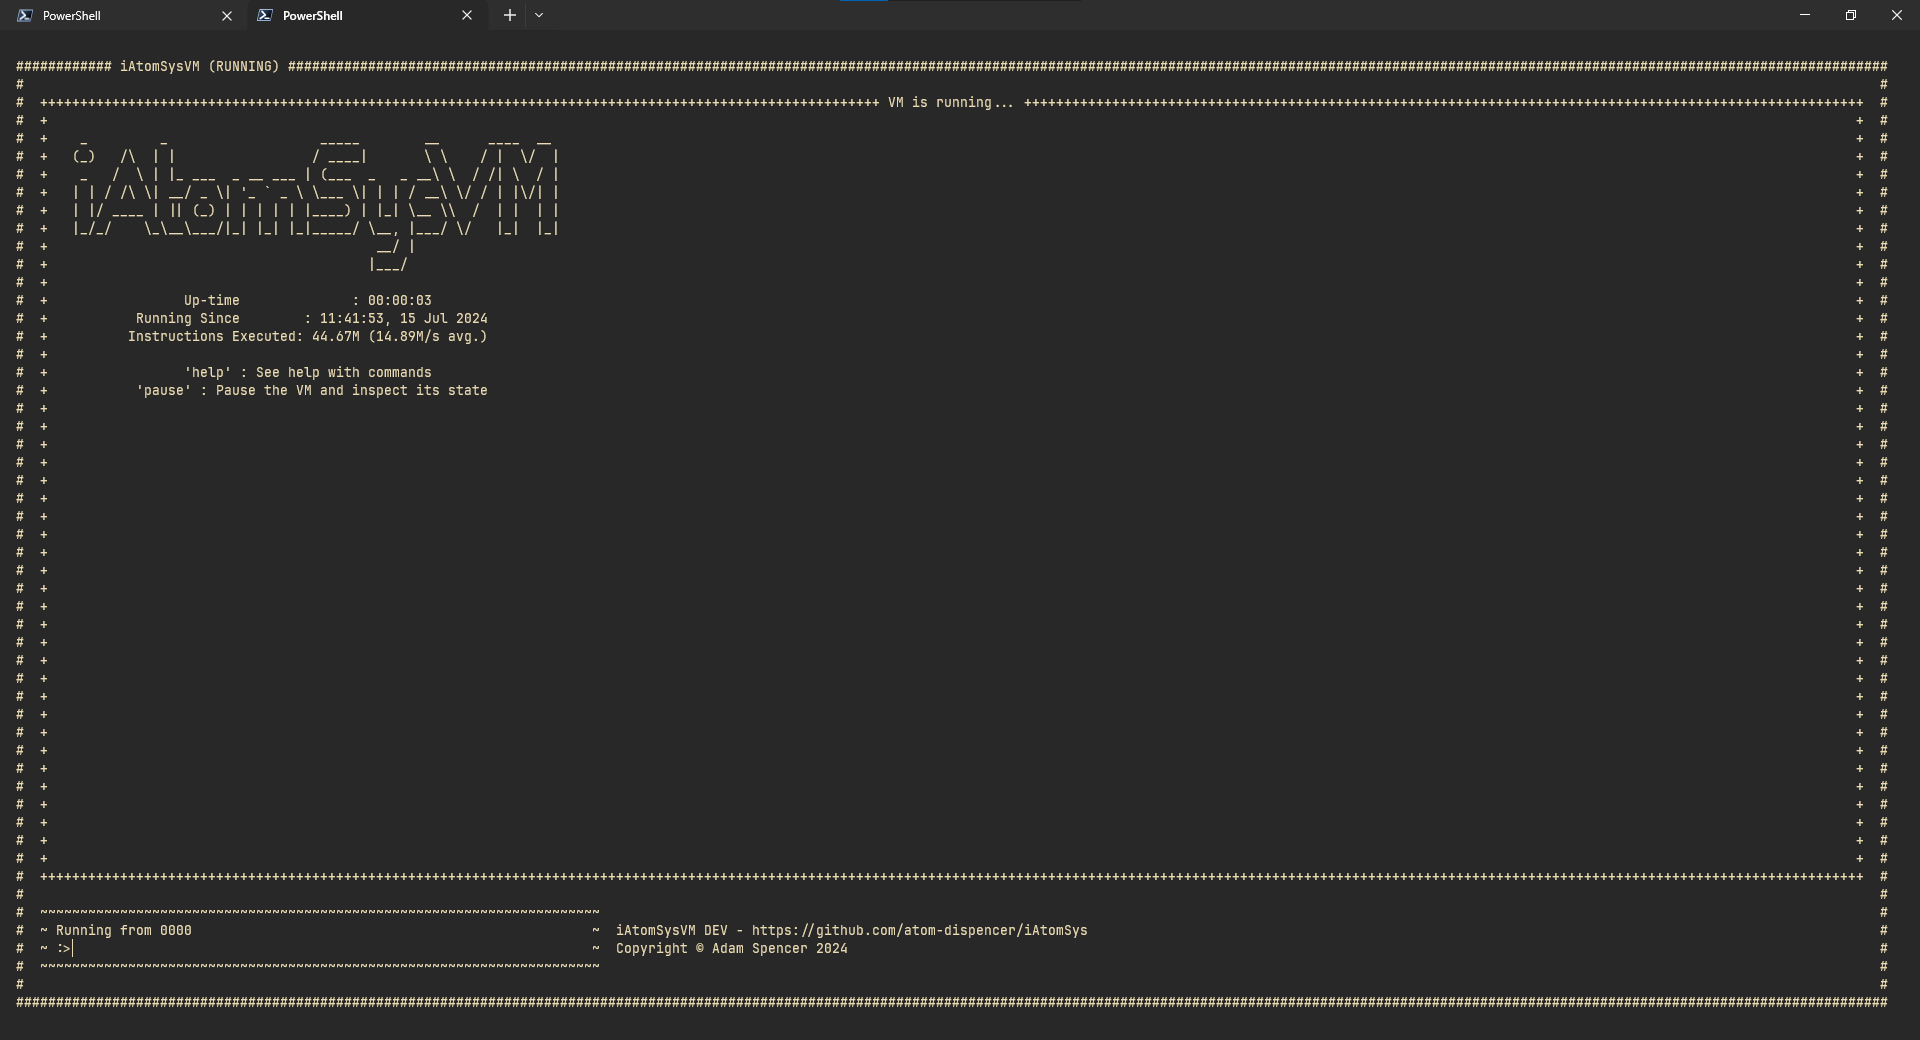 PowerShell
PowerShell
iAtomSysVM (RUNNING)
VM is running...
iAtomSysVM
Up-time : 00:00:03
Running Since : 11:41:53, 15 Jul 2024
Instructions Executed: 44.67M (14.89M/s avg.)
'help' : See help with commands
'pause' : Pause the VM and inspect its state
~ Running from 0000 ~ iAtomSysVM DEV - https://github.com/atom-dispencer/iAtomSys
~ :> ~ Copyright © Adam Spencer 2024